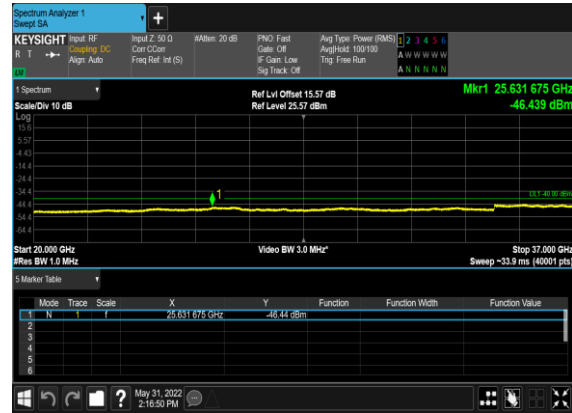 Spectrum Analyzer 1
Swept SA
+
KEYSIGHT Input: RF Input Z: 50 Ω #Atten: 20 dB PNO: Fast Avg Type: Power (RMS) 1 2 3 4 5 6
R T Coupling: DC Corr CCorr Gate: Off Avg|Hold: 100/100 A W W W W W
Align: Auto Freq Ref: Int (S) IF Gain: Low Trig: Free Run
Sig Track: Off A N N N N N
1 Spectrum Ref Lvl Offset 15.57 dB Mkr1 25.631 675 GHz
Scale/Div 10 dB Ref Level 25.57 dBm -46.439 dBm
Log
15.6
5.57
-4.43
-14.4
-24.4
-34.4 1
DL1 -40.00 dBm
-44.4
-54.4
-64.4
Start 20.000 GHz Video BW 3.0 MHz* Stop 37.000 GHz
#Res BW 1.0 MHz Sweep ~33.9 ms (40001 pts)
5 Marker Table
Mode Trace Scale X Y Function Function Width Function Value
1 N 1 f 25.631 675 GHz -46.44 dBm
2
3
4
5
6
? May 31, 2022
2:16:50 PM